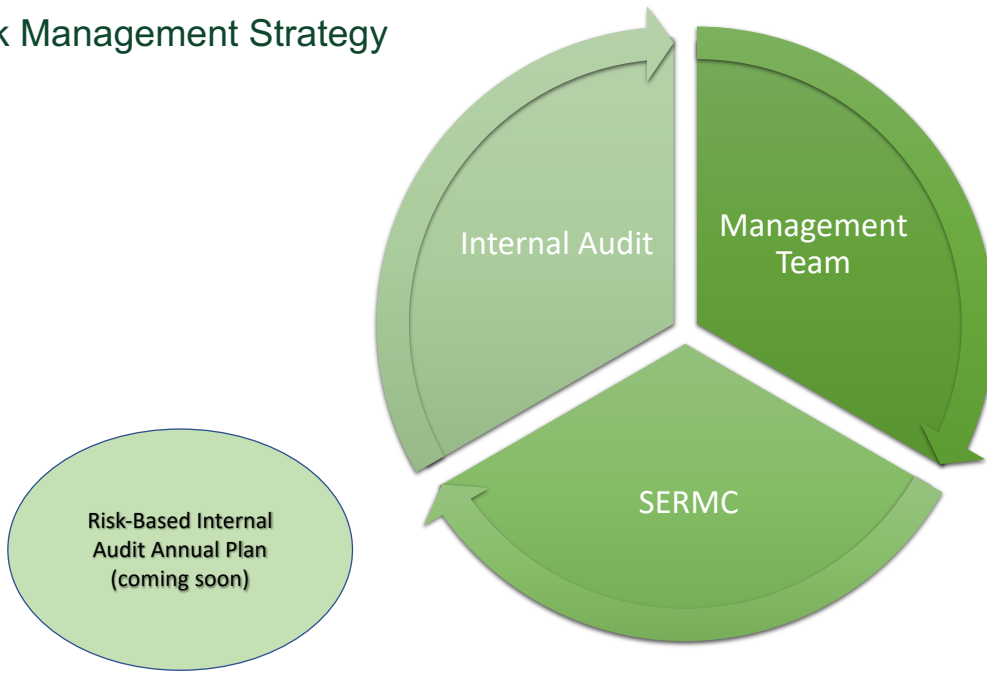 Management Strategy
Internal Audit
Management
Team
SERMC
Risk-Based Internal
Audit Annual Plan
(coming soon)